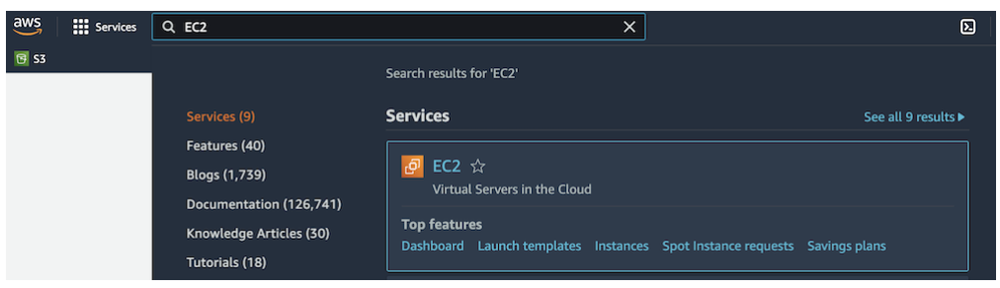 aws Services EC2
S3
Search results for 'EC2'
Services (9)
Features (40)
Blogs (1,739)
Documentation (126,741)
Knowledge Articles (30)
Tutorials (18)
Services See all 9 results
EC2
Virtual Servers in the Cloud
Top features
Dashboard Launch templates Instances Spot Instance requests Savings plans